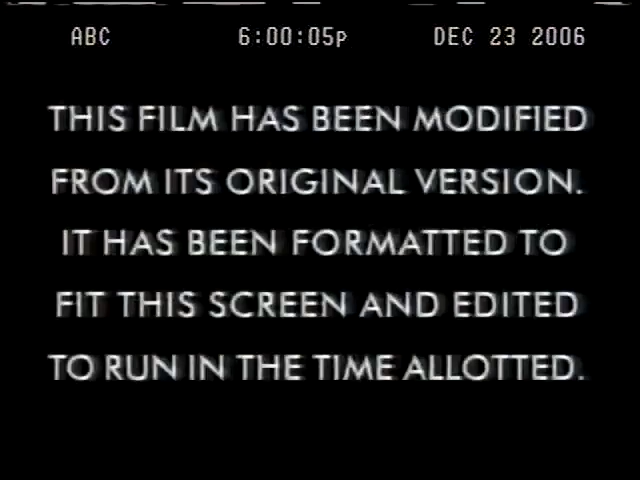 ABC 6:00:05p DEC 23 2006
THIS FILM HAS BEEN MODIFIED
FROM ITS ORIGINAL VERSION.
IT HAS BEEN FORMATTED TO
FIT THIS SCREEN AND EDITED
TO RUN IN THE TIME ALLOTTED.